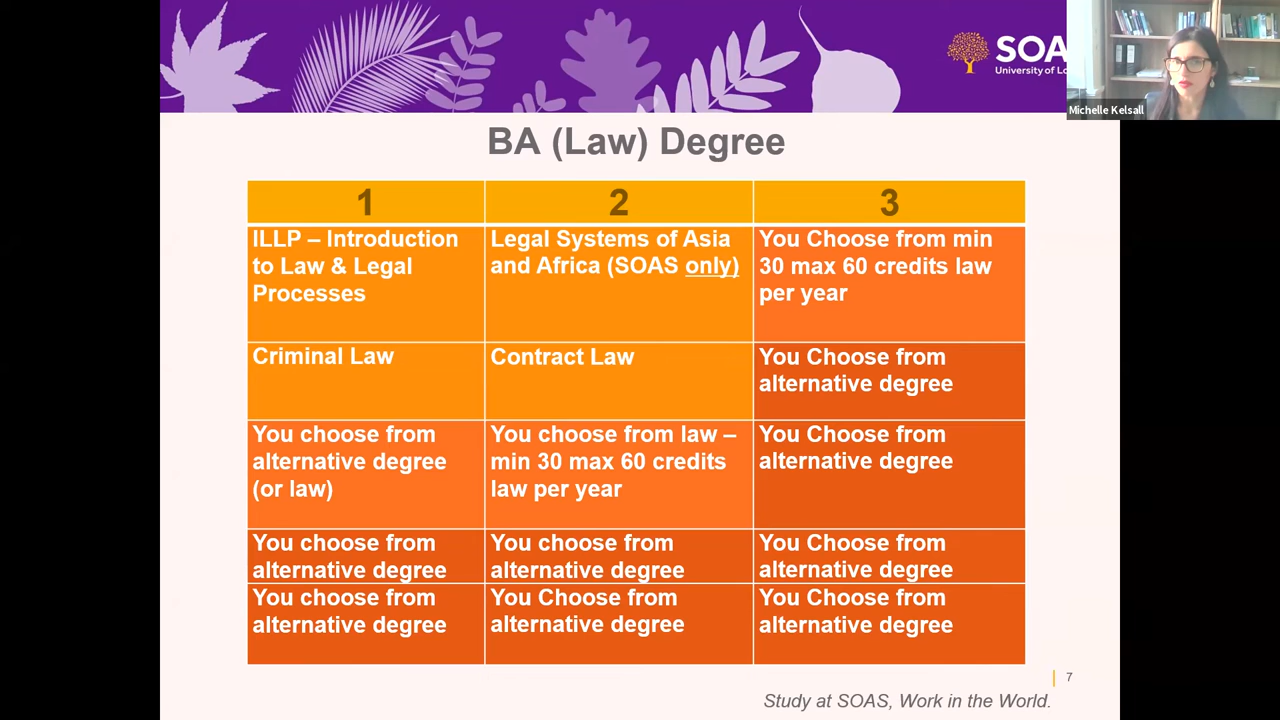 SOAS
University of Lo
Michelle Kelsall
BA (Law) Degree
1
2
3
ILLP – Introduction
to Law & Legal
Processes
Legal Systems of Asia
and Africa (SOAS only)
You Choose from min
30 max 60 credits law
per year
Criminal Law
Contract Law
You Choose from
alternative degree
You choose from
alternative degree
(or law)
You choose from law –
min 30 max 60 credits
law per year
You Choose from
alternative degree
You choose from
alternative degree
You choose from
alternative degree
You Choose from
alternative degree
You choose from
alternative degree
You Choose from
alternative degree
You Choose from
alternative degree
7
Study at SOAS, Work in the World.